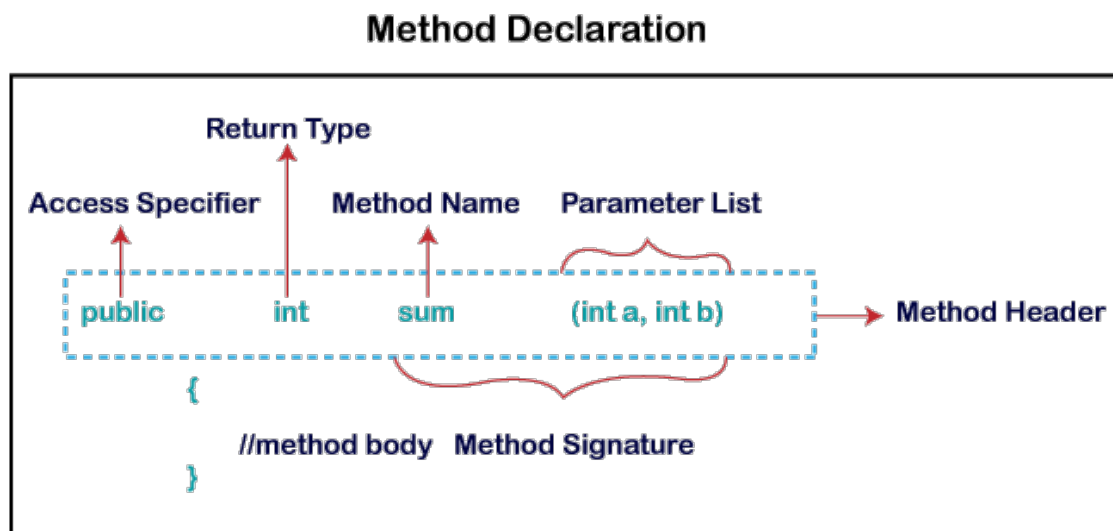 Method Declaration
Return Type
Access Specifier
Method Name
Parameter List
public int sum (int a, int b)
Method Header
{
//method body
Method Signature
}